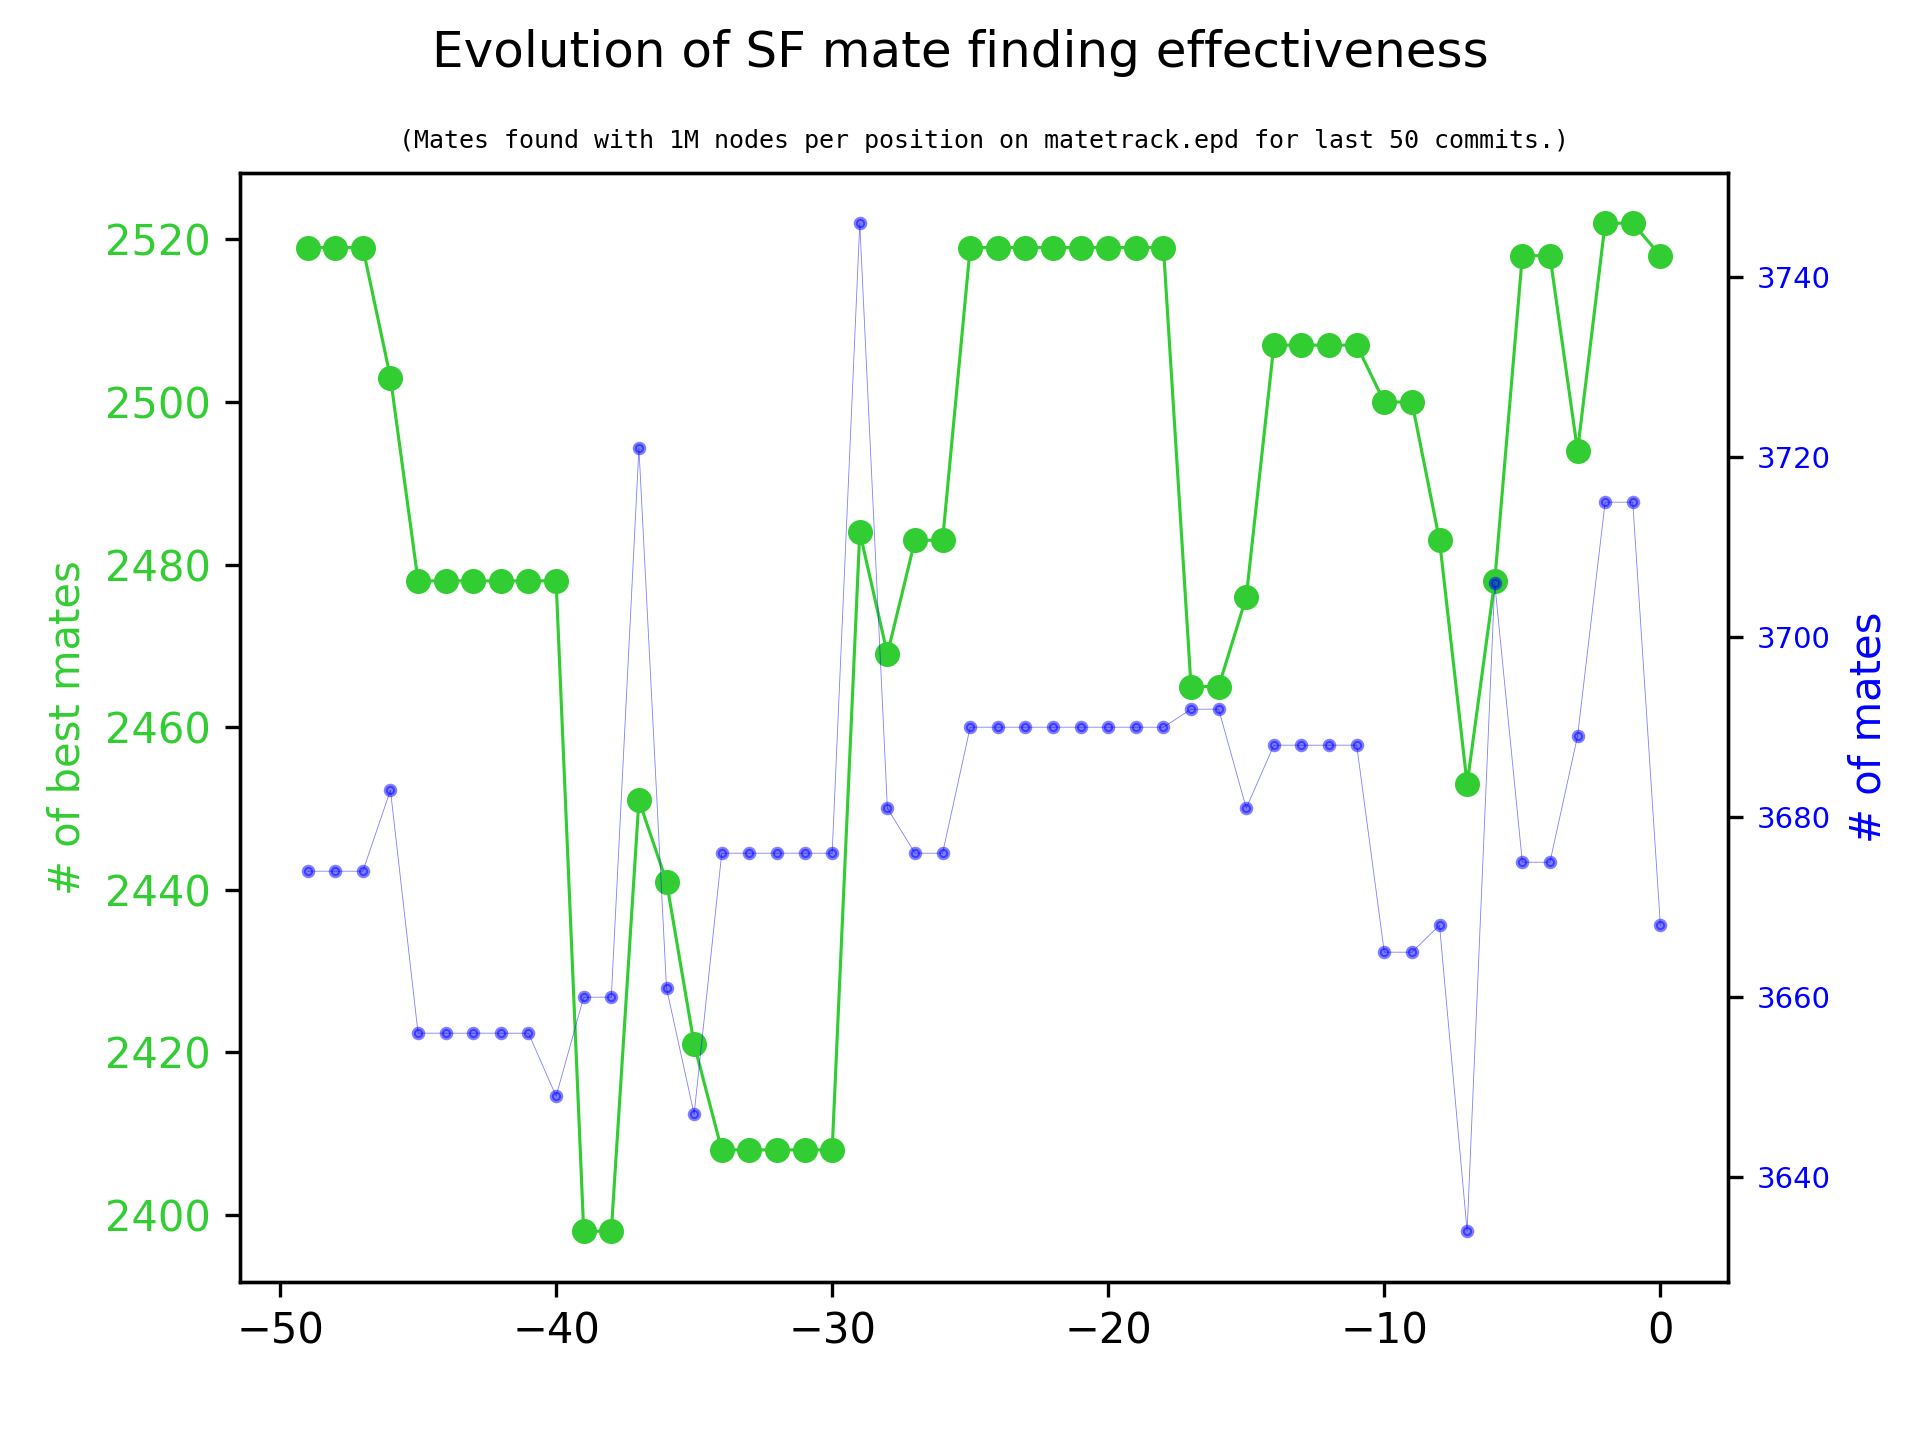 Evolution of SF mate finding effectiveness
(Mates found with 1M nodes per position on matetrack.epd for last 50 commits.)
# of best mates
2520
2500
2480
2460
2440
2420
2400
3740
3720
3700
3680
3660
3640
# of mates
−50 −40 −30 −20 −10 0